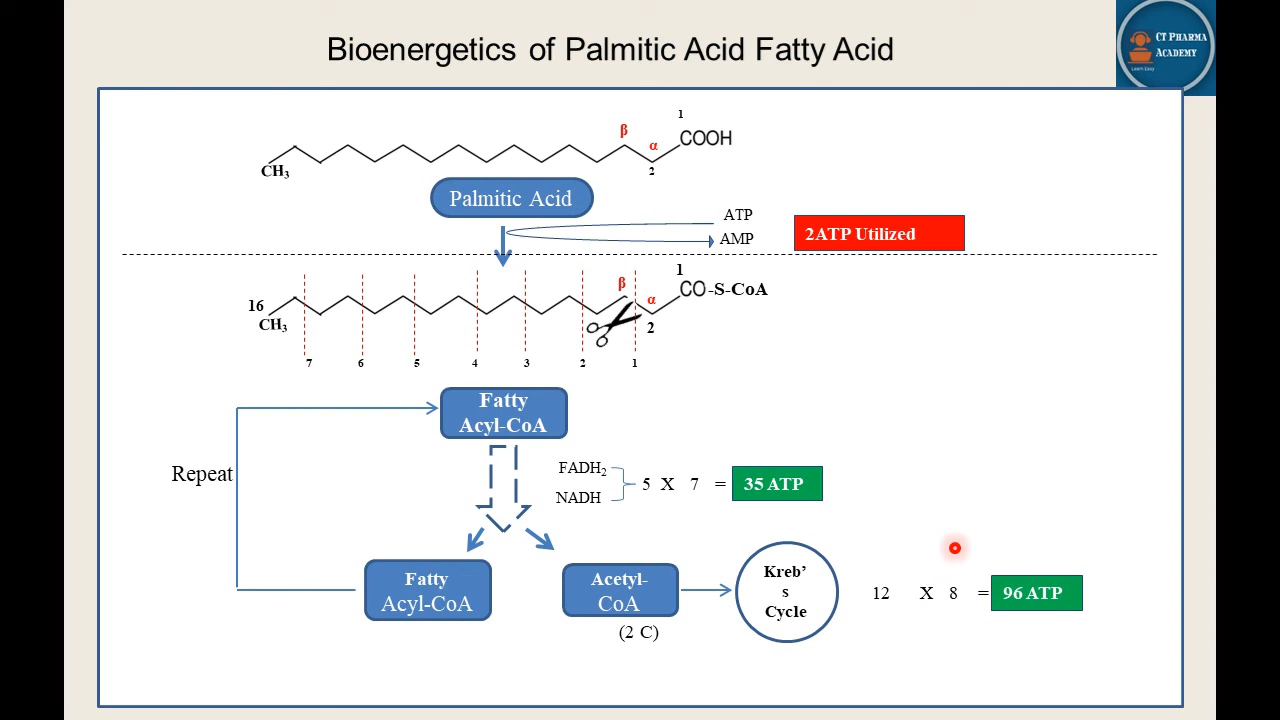 Bioenergetics of Palmitic Acid Fatty Acid
CT PHARMA
ACADEMY
Learn Easy
1
β
α
COOH
CH3
2
Palmitic Acid
ATP
AMP
2ATP Utilized
16
CH3
β
α
1
CO-S-CoA
2
7 6 5 4 3 2 1
Fatty
Acyl-CoA
Repeat
FADH2
NADH
5 X 7 = 35 ATP
Fatty
Acyl-CoA
Acetyl-
CoA
(2 C)
Kreb’
s
Cycle
12 X 8 = 96 ATP